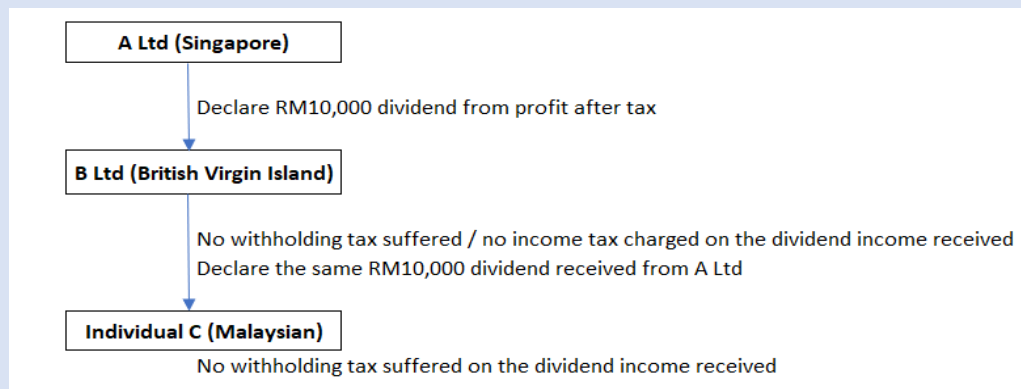 A Ltd (Singapore)
Declare RM10,000 dividend from profit after tax
B Ltd (British Virgin Island)
No withholding tax suffered / no income tax charged on the dividend income received
Declare the same RM10,000 dividend received from A Ltd
Individual C (Malaysian)
No withholding tax suffered on the dividend income received